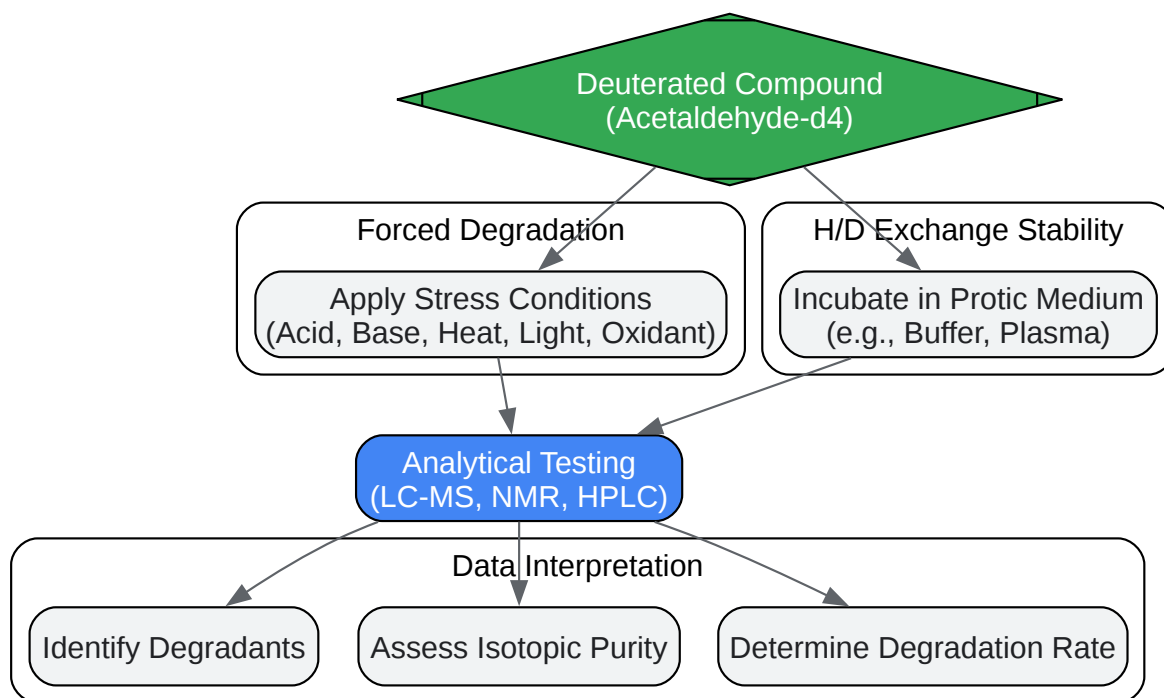 Deuterated Compound
(Acetaldehyde-d4)
Forced Degradation
H/D Exchange Stability
Apply Stress Conditions
(Acid, Base, Heat, Light, Oxidant)
Incubate in Protic Medium
(e.g., Buffer, Plasma)
Analytical Testing
(LC-MS, NMR, HPLC)
Data Interpretation
Identify Degradants
Assess Isotopic Purity
Determine Degradation Rate